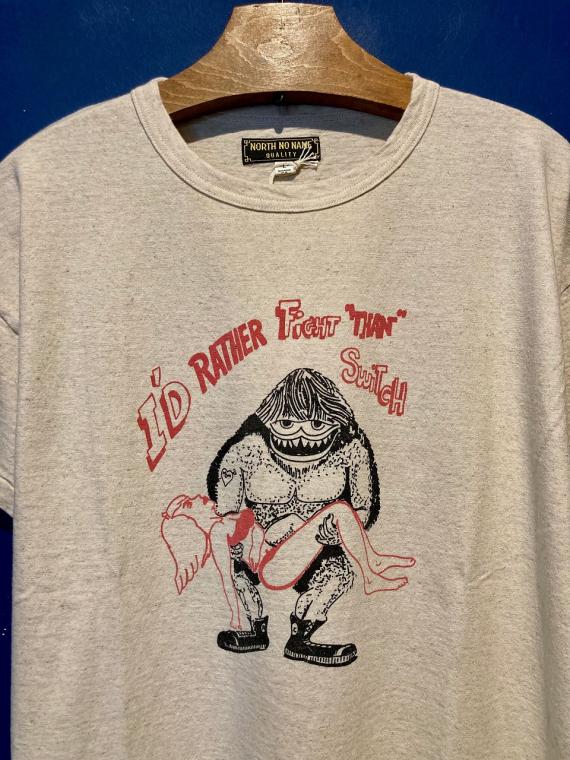 NORTH NO NAME
QUALITY
L
I'D RATHER FIGHT "THAN"
SWITCH